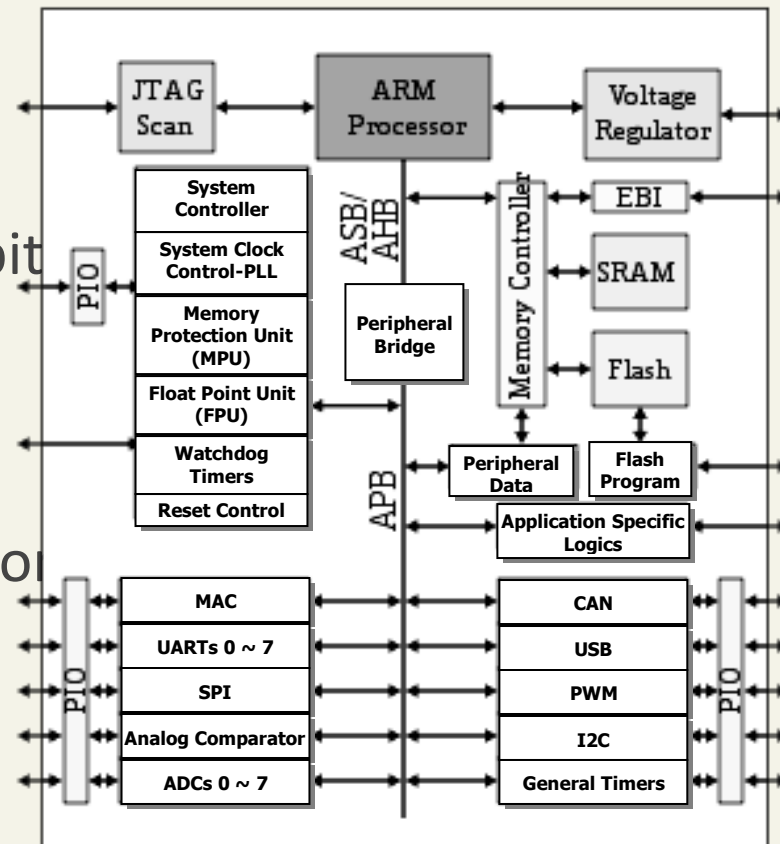 JTAG
Scan
ARM
Processor
Voltage
Regulator
System
Controller
System Clock
Control-PLL
Memory
Protection Unit
(MPU)
Float Point Unit
(FPU)
Watchdog
Timers
Reset Control
PIO
ASB/
AHB
Peripheral
Bridge
APB
Memory Controller
EBI
SRAM
Flash
Peripheral
Data
Flash
Program
Application Specific
Logics
PIO
MAC
UARTs 0 ~ 7
SPI
Analog Comparator
ADCs 0 ~ 7
CAN
USB
PWM
I2C
General Timers
PIO